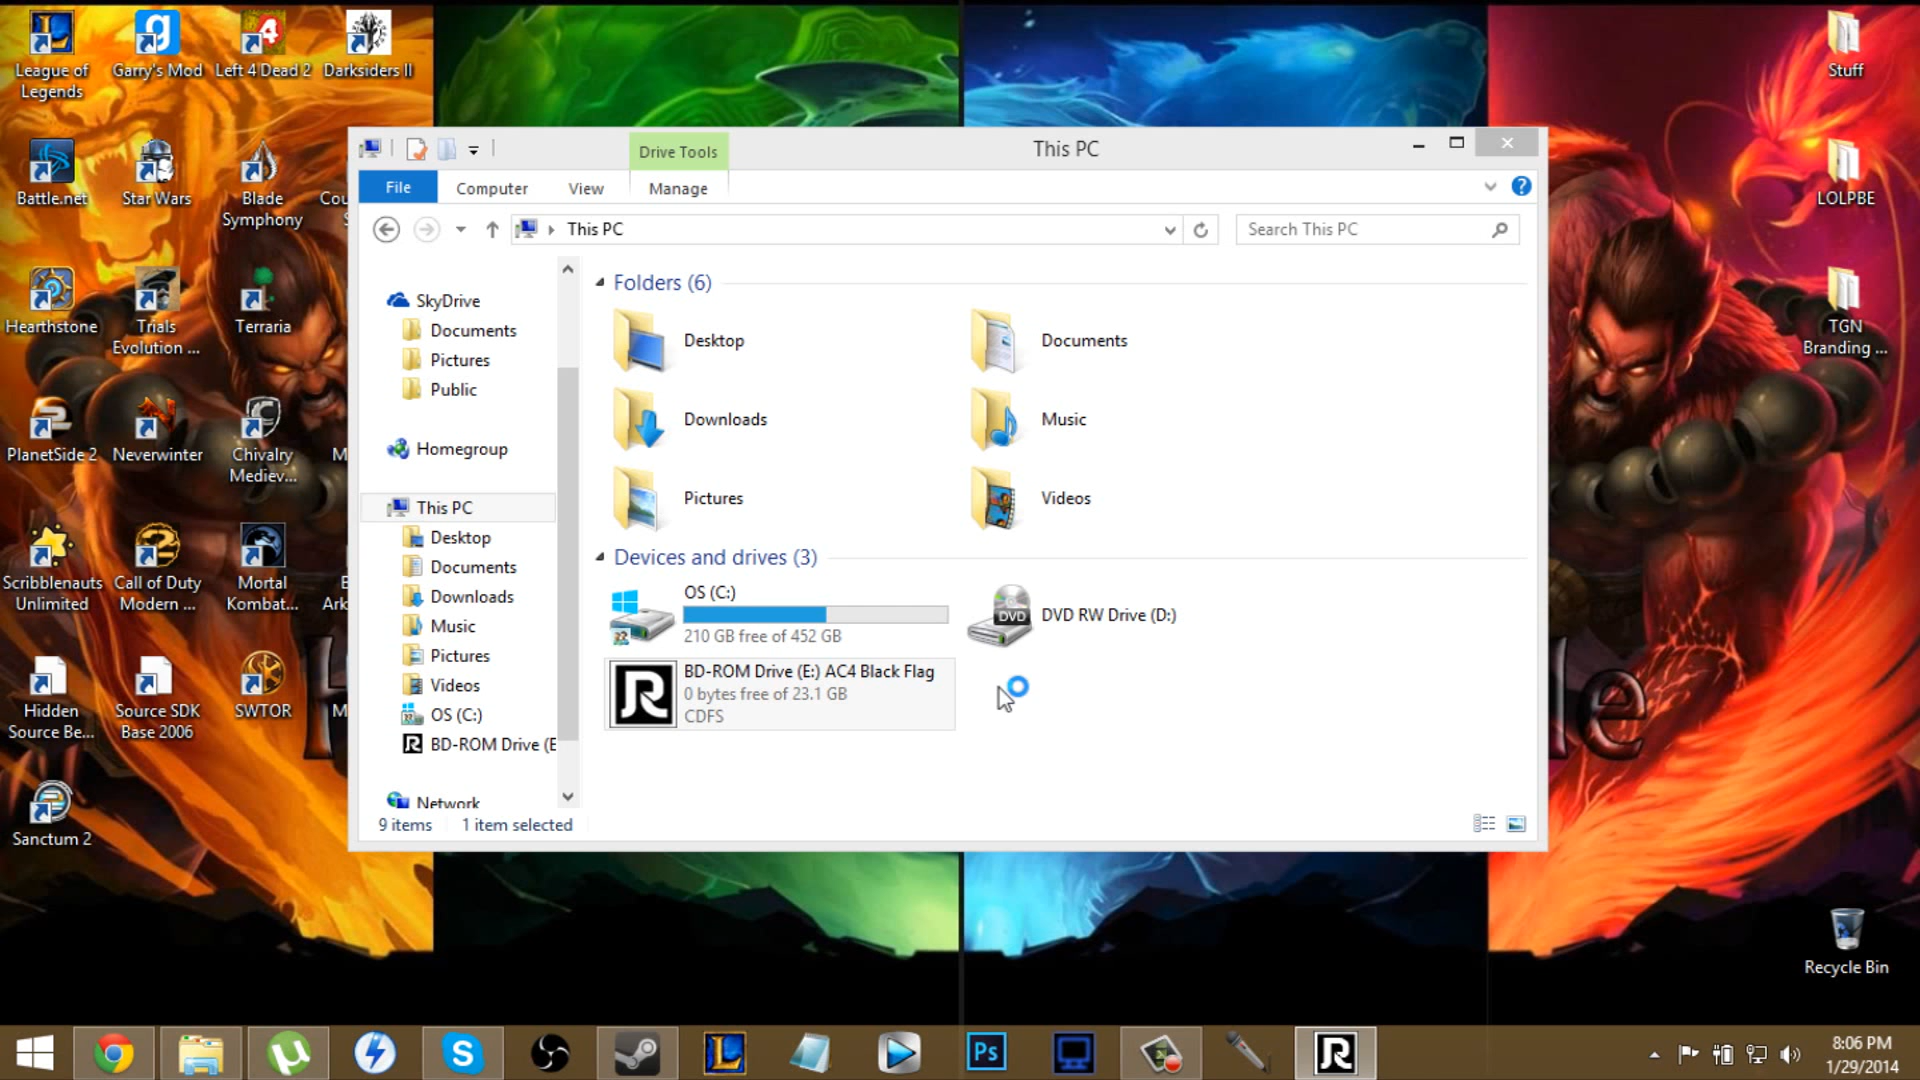 League of
Legends
Garry's Mod
Left 4 Dead 2
Darksiders II
Stuff
Battle.net
Star Wars
Blade
Symphony
Cou
LOLPBE
Hearthstone
Trials
Evolution ...
Terraria
TGN
Branding ...
PlanetSide 2
Neverwinter
Chivalry
Mediev...
M
Scribblenauts
Unlimited
Call of Duty
Modern ...
Mortal
Kombat...
Ark
Hidden
Source Be...
Source SDK
Base 2006
SWTOR
M
Sanctum 2
Recycle Bin
Drive Tools
This PC
File
Computer
View
Manage
This PC
Search This PC
SkyDrive
Documents
Pictures
Public
Homegroup
This PC
Desktop
Documents
Downloads
Music
Pictures
Videos
OS (C:)
BD-ROM Drive (E
Network
Folders (6)
Desktop
Documents
Downloads
Music
Pictures
Videos
Devices and drives (3)
OS (C:)
210 GB free of 452 GB
DVD
DVD RW Drive (D:)
BD-ROM Drive (E:) AC4 Black Flag
0 bytes free of 23.1 GB
CDFS
9 items
1 item selected
le
Ps
8:06 PM
1/29/2014